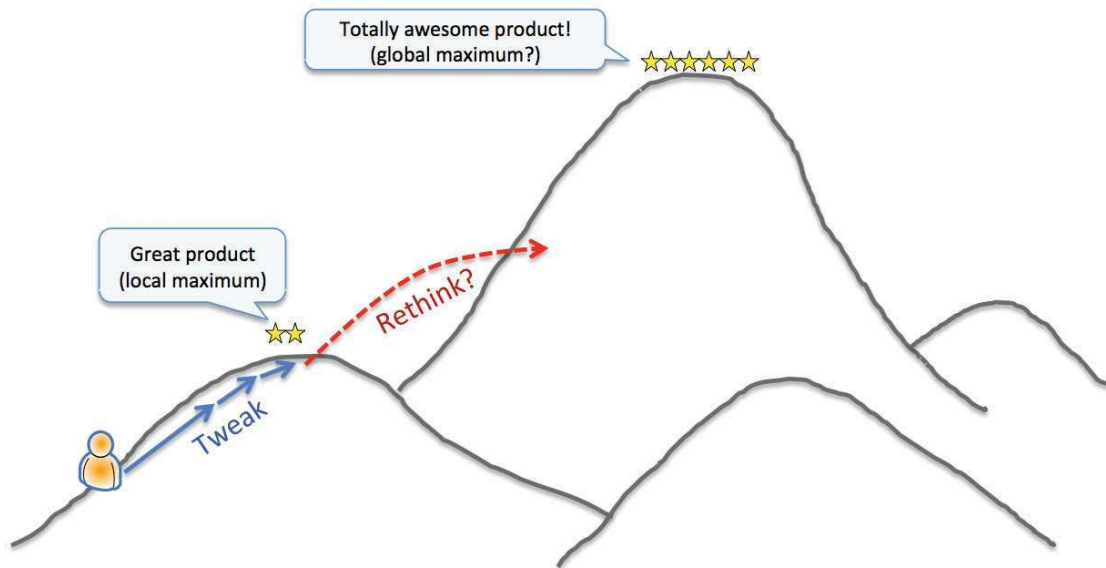 Totally awesome product!
(global maximum?)
Great product
(local maximum)
Rethink?
Tweak